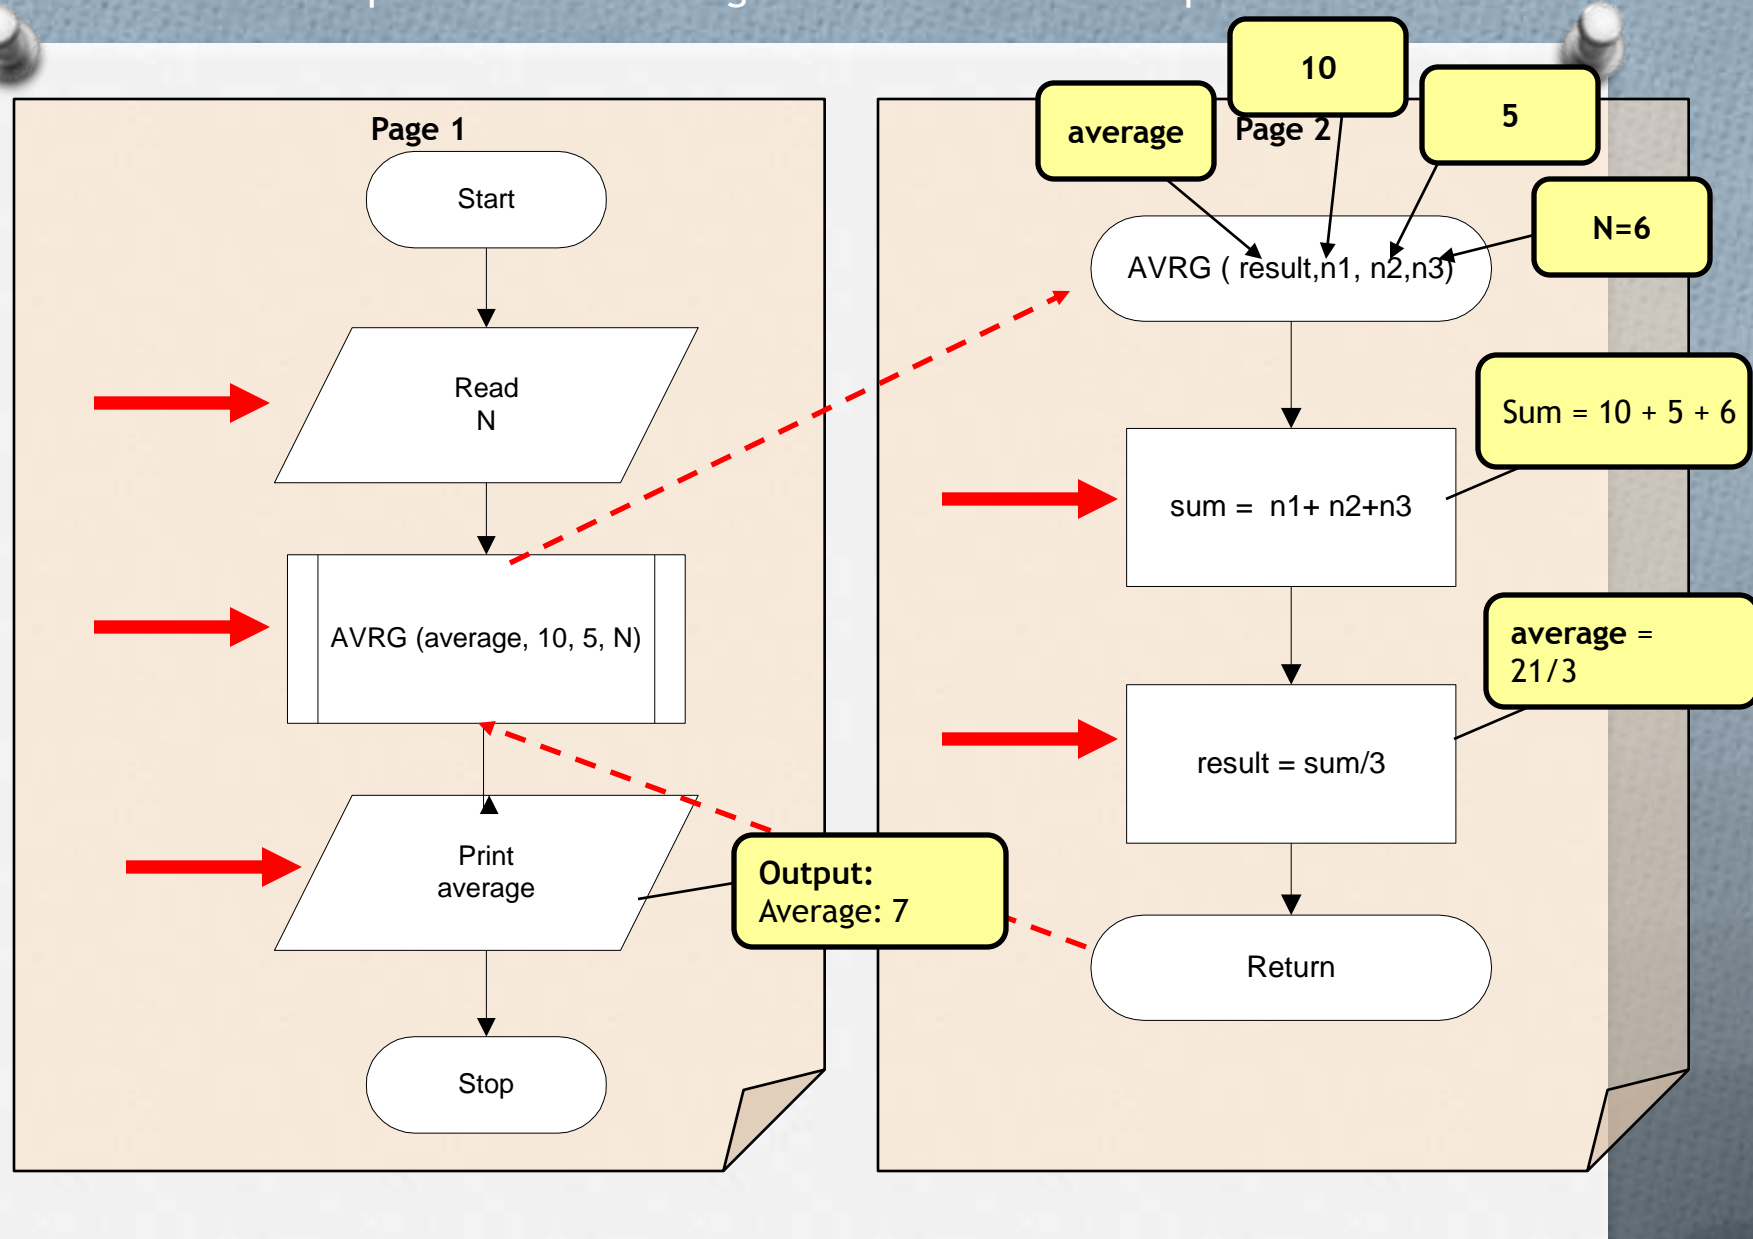 Page 1
Start
Read
N
AVRG (average, 10, 5, N)
Print
average
Output:
Average: 7
Stop
10
5
average
Page 2
N=6
AVRG ( result,n1, n2,n3)
Sum = 10 + 5 + 6
sum = n1+ n2+n3
average =
21/3
result = sum/3
Return